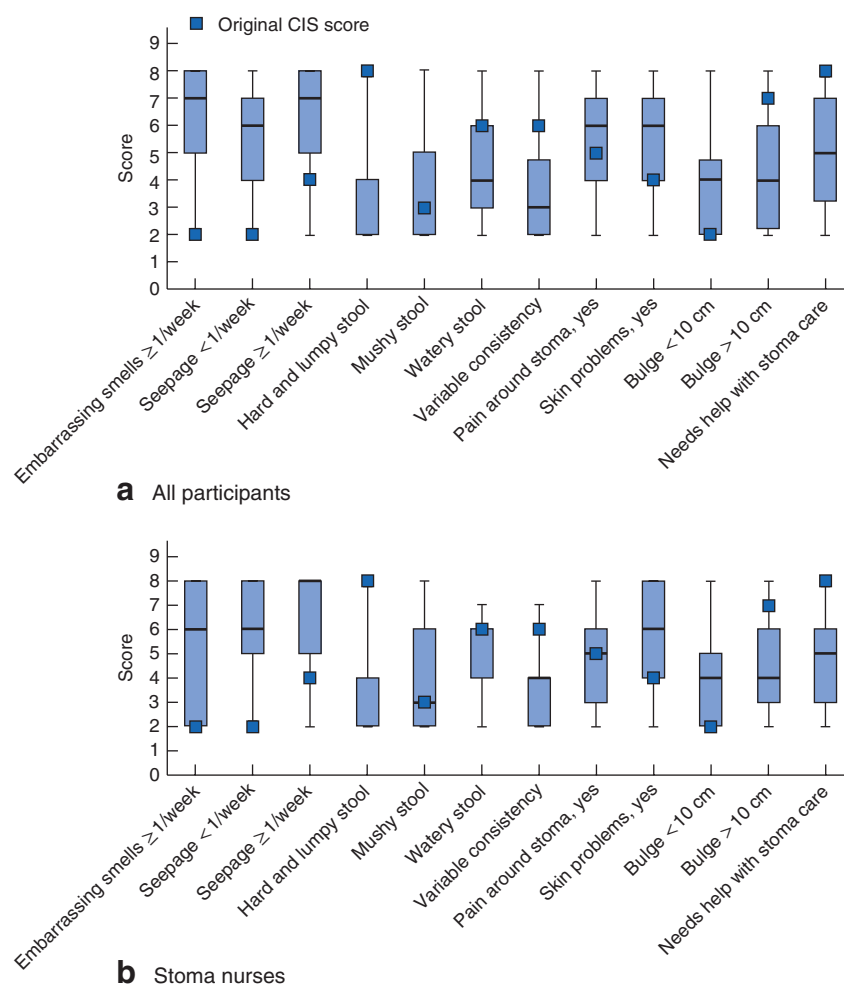 Original CIS score
9
8
7
6
5
4
3
2
1
0
Score
Embarrassing smells ≥ 1/week
Seepage < 1/week
Seepage ≥ 1/week
Hard and lumpy stool
Mushy stool
Watery stool
Variable consistency
Pain around stoma, yes
Skin problems, yes
Bulge < 10 cm
Bulge > 10 cm
Needs help with stoma care
a All participants
9
8
7
6
5
4
3
2
1
0
Score
Embarrassing smells ≥ 1/week
Seepage < 1/week
Seepage ≥ 1/week
Hard and lumpy stool
Mushy stool
Watery stool
Variable consistency
Pain around stoma, yes
Skin problems, yes
Bulge < 10 cm
Bulge > 10 cm
Needs help with stoma care
b Stoma nurses